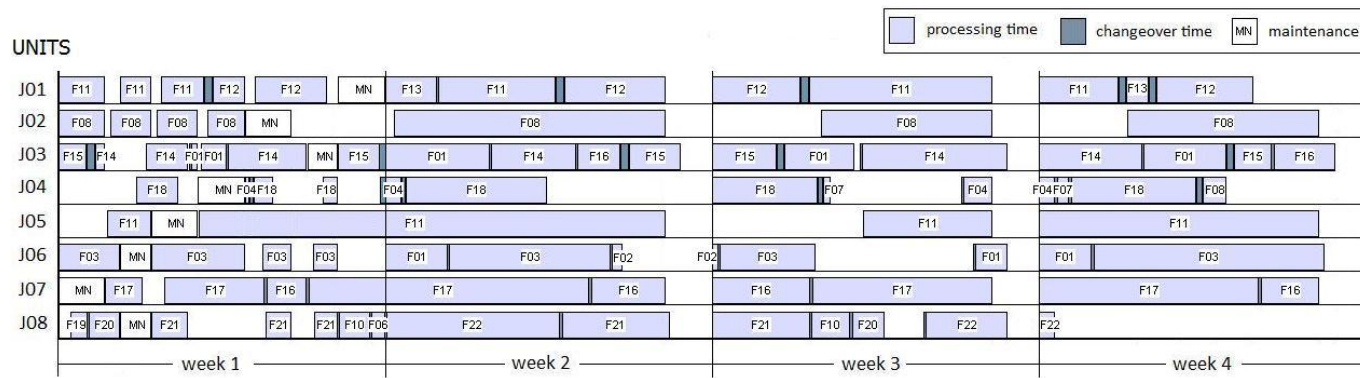 processing time changeover time MN maintenance
UNITS
J01 F11 F11 F11 F12 F12 MN F13 F11 F12 F12 F11 F11 F13 F12
J02 F08 F08 F08 F08 MN F08 F08 F08
J03 F15 F14 F14 F01 F01 F14 MN F15 F01 F14 F16 F15 F15 F01 F14 F14 F01 F15 F16
J04 F18 MN F04 F18 F18 F04 F18 F18 F07 F04 F04 F07 F18 F08
J05 F11 MN F11 F11 F11
J06 F03 MN F03 F03 F03 F01 F03 F02 F02 F03 F01 F01 F03
J07 MN F17 F17 F16 F17 F16 F16 F17 F17 F16
J08 F19 F20 MN F21 F21 F21 F10 F06 F22 F21 F21 F10 F20 F22 F22
week 1 week 2 week 3 week 4